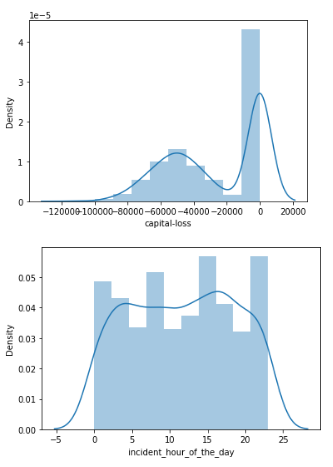 1e−5
4
3
2
1
0
Density
−120000−100000−80000 −60000 −40000 −20000 0 20000
capital-loss
0.05
0.04
0.03
0.02
0.01
0.00
Density
−5 0 5 10 15 20 25
incident_hour_of_the_day